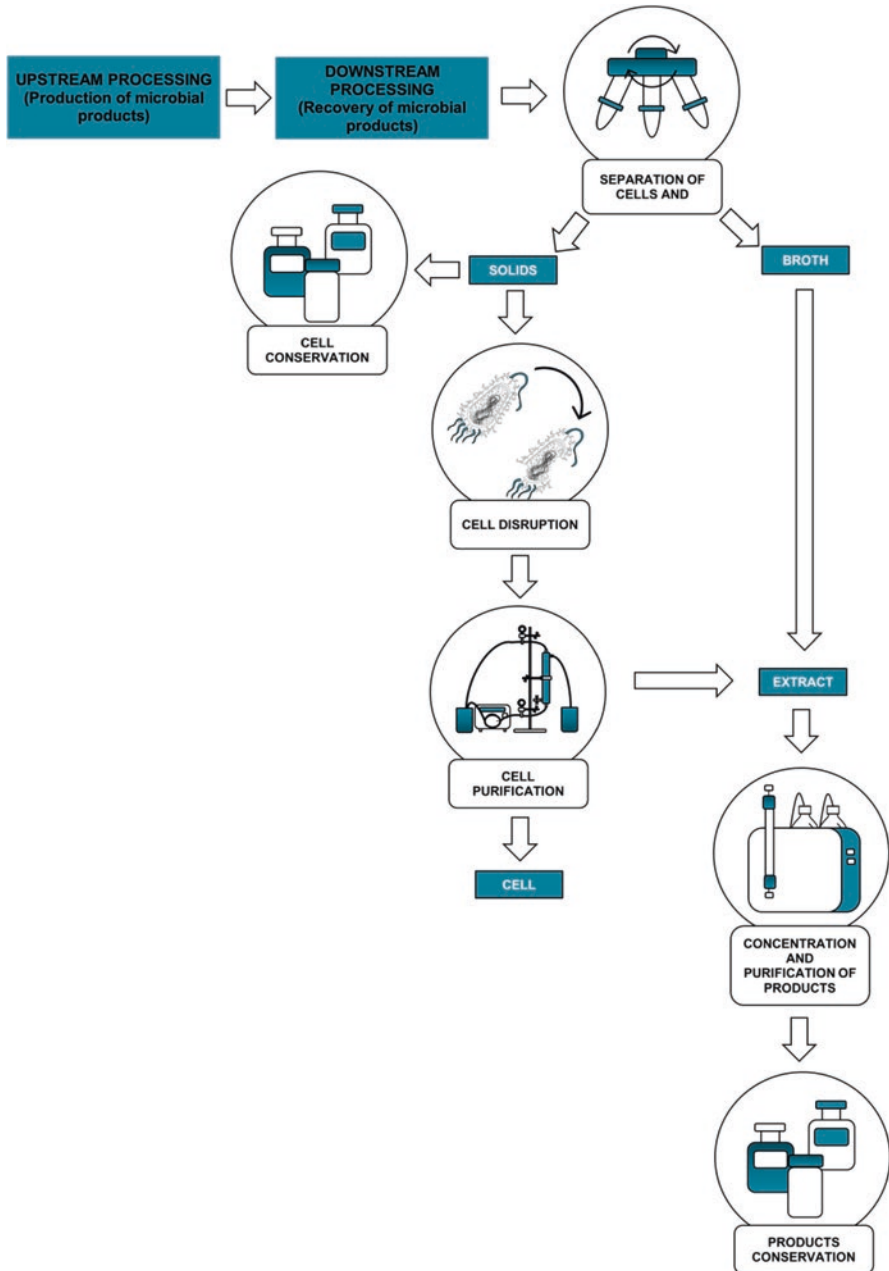 UPSTREAM PROCESSING
(Production of microbial
products)
DOWNSTREAM
PROCESSING
(Recovery of microbial
products)
SEPARATION OF
CELLS AND
SOLIDS
BROTH
CELL
CONSERVATION
CELL DISRUPTION
CELL
PURIFICATION
EXTRACT
CELL
CONCENTRATION
AND
PURIFICATION OF
PRODUCTS
PRODUCTS
CONSERVATION